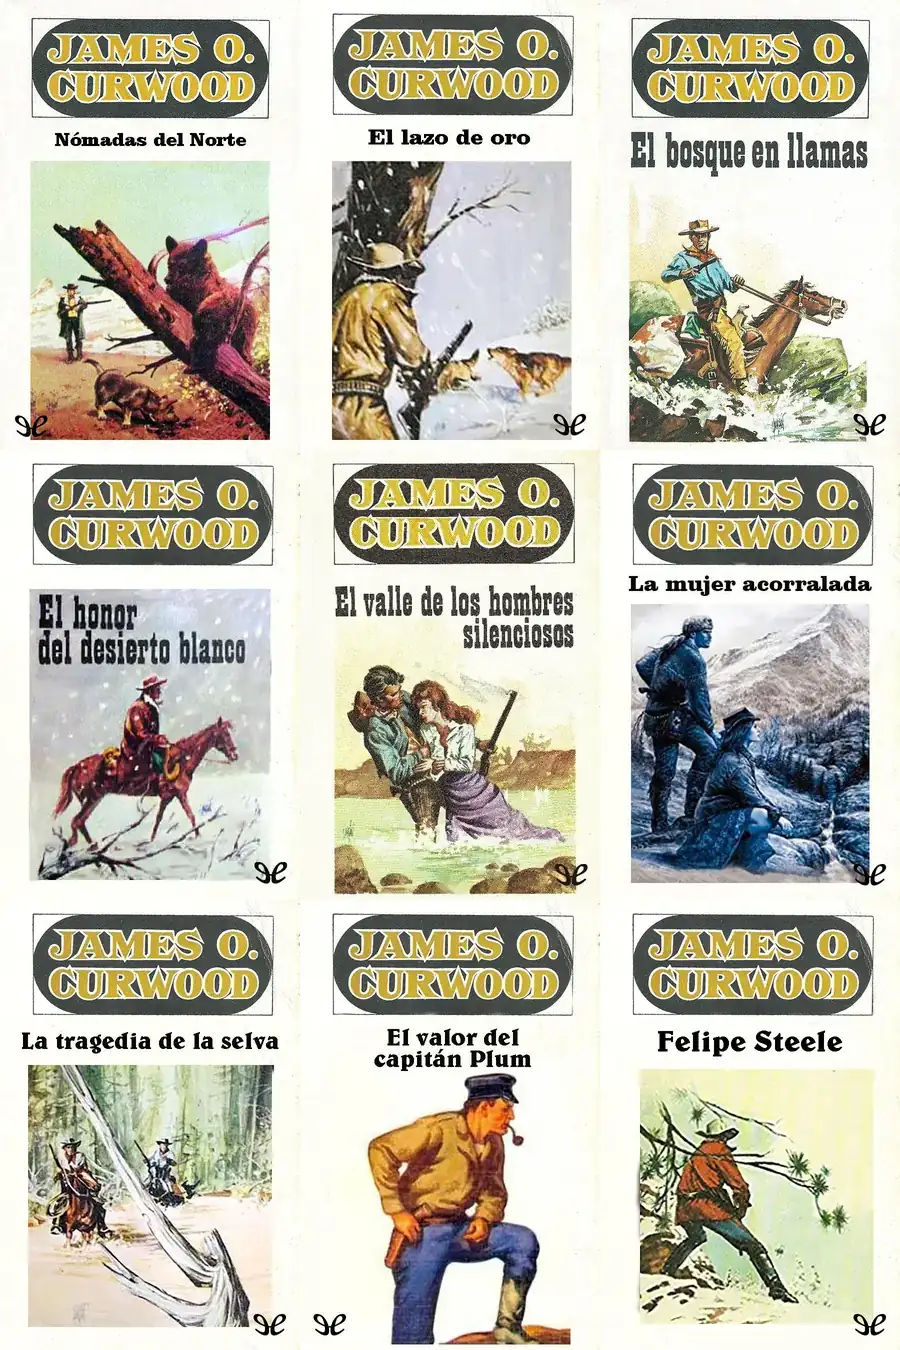 JAMES O.
CURWOOD
Nómadas del Norte
JAMES O.
CURWOOD
El lazo de oro
JAMES O.
CURWOOD
El bosque en llamas
JAMES O.
CURWOOD
El honor
del desierto blanco
JAMES O.
CURWOOD
El valle de los hombres
silenciosos
JAMES O.
CURWOOD
La mujer acorralada
JAMES O.
CURWOOD
La tragedia de la selva
JAMES O.
CURWOOD
El valor del
capitán Plum
JAMES O.
CURWOOD
Felipe Steele